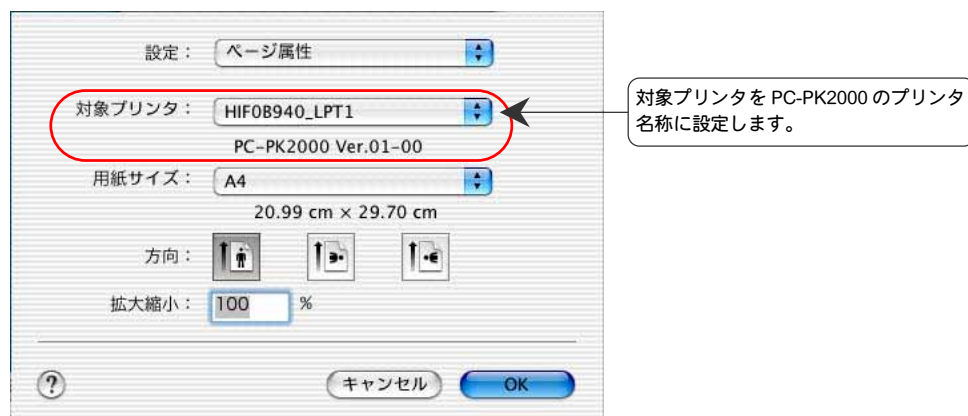 設定： ページ属性
対象プリンタ： HIF0B940_LPT1
PC-PK2000 Ver.01-00
用紙サイズ： A4
20.99 cm × 29.70 cm
方向：
拡大縮小： 100 %
? キャンセル OK
対象プリンタを PC-PK2000 のプリンタ
名称に設定します。